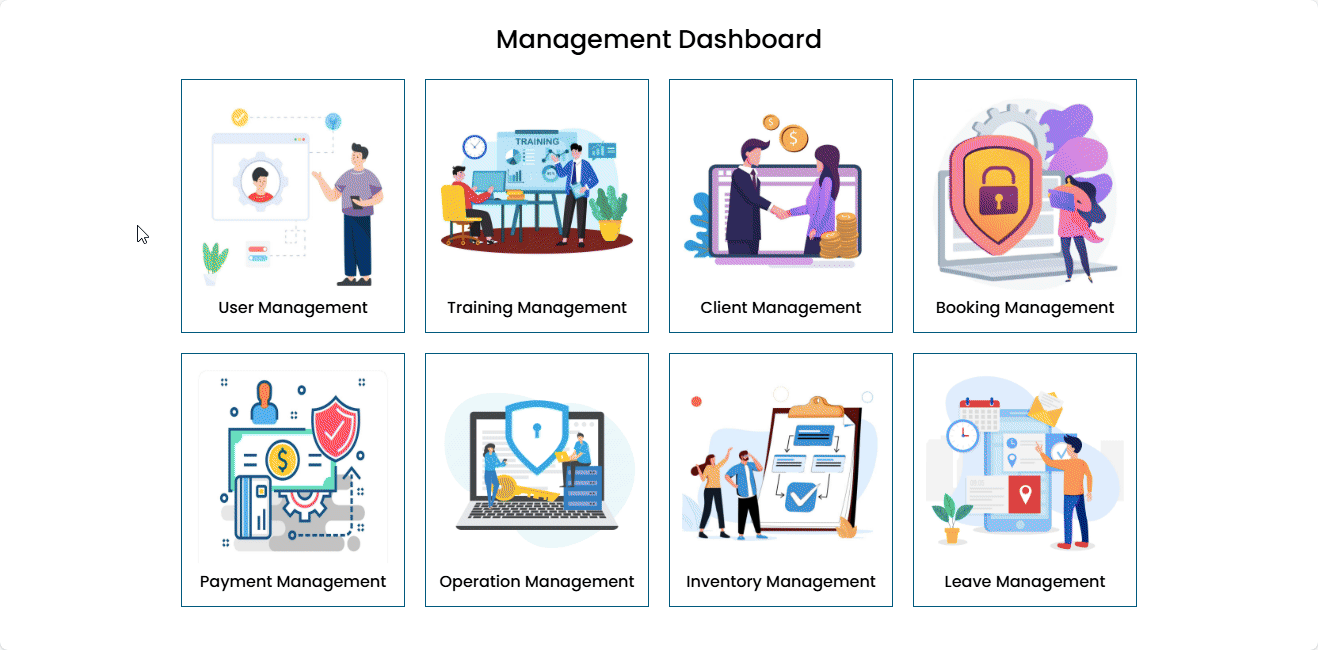 Management Dashboard
TRAINING
$
$
User Management
Training Management
Client Management
Booking Management
$
Payment Management
Operation Management
Inventory Management
Leave Management